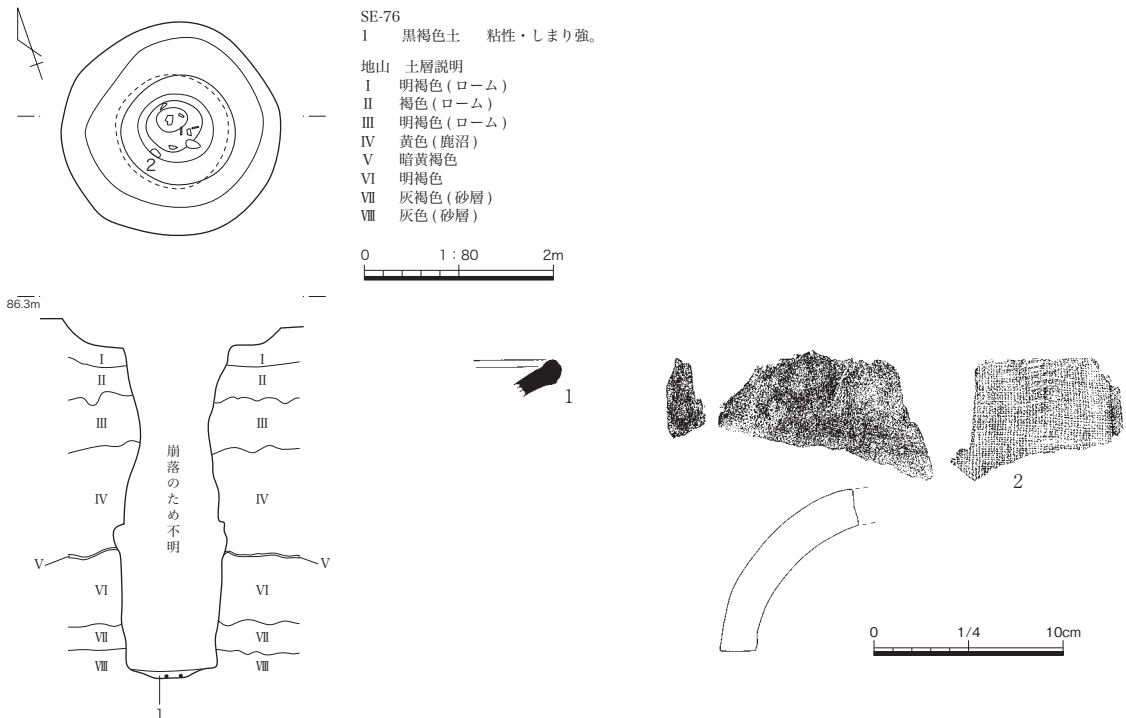 SE-76
1　黒褐色土　粘性・しまり強。
地山　土層説明
Ⅰ　明褐色 ( ローム )
Ⅱ　褐色 ( ローム )
Ⅲ　明褐色 ( ローム )
Ⅳ　黄色 ( 鹿沼 )
Ⅴ　暗黄褐色
Ⅵ　明褐色
Ⅶ　灰褐色 ( 砂層 )
Ⅷ　灰色 ( 砂層 )
2
0　1：80　2m
86.3m
Ⅰ　Ⅰ
Ⅱ　Ⅱ
Ⅲ　Ⅲ
崩落のため不明
Ⅳ　Ⅳ
Ⅴ　Ⅴ
Ⅵ　Ⅵ
Ⅶ　Ⅶ
Ⅷ　Ⅷ
1
1
2
0　1/4　10cm